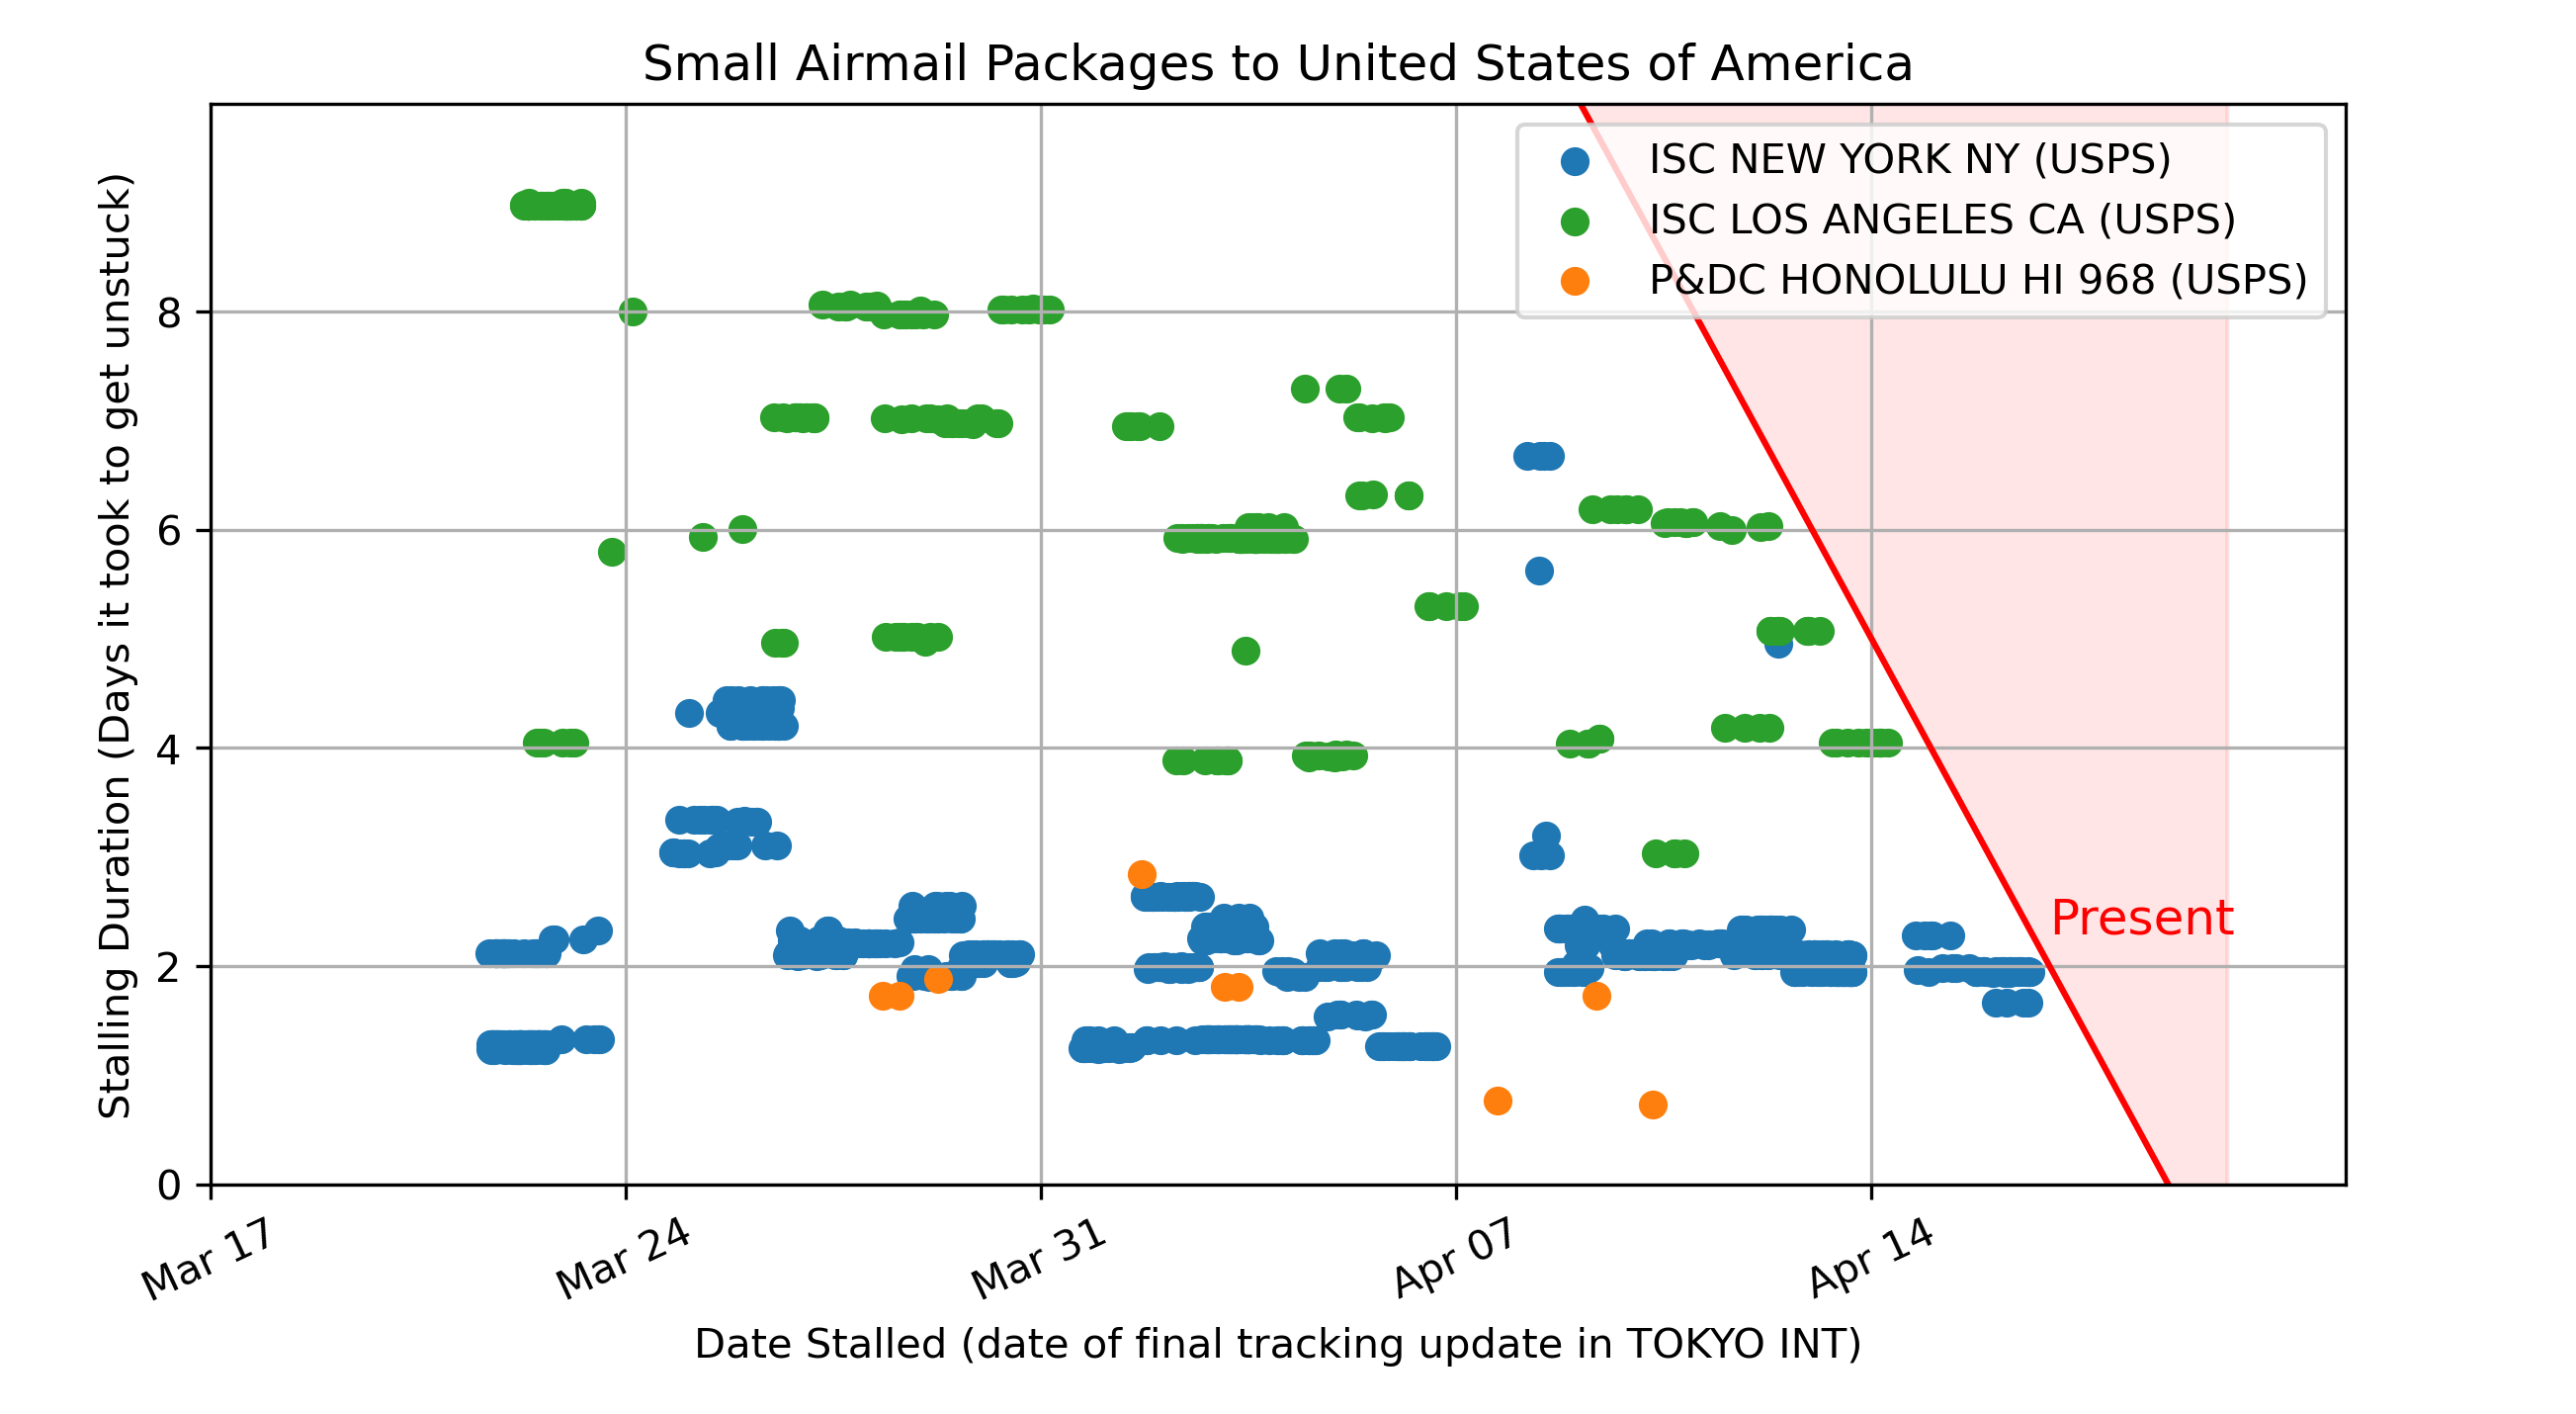 Small Airmail Packages to United States of America
ISC NEW YORK NY (USPS)
ISC LOS ANGELES CA (USPS)
P&DC HONOLULU HI 968 (USPS)
Stalling Duration (Days it took to get unstuck)
8
6
4
2
0
Present
Mar 17
Mar 24
Mar 31
Apr 07
Apr 14
Date Stalled (date of final tracking update in TOKYO INT)